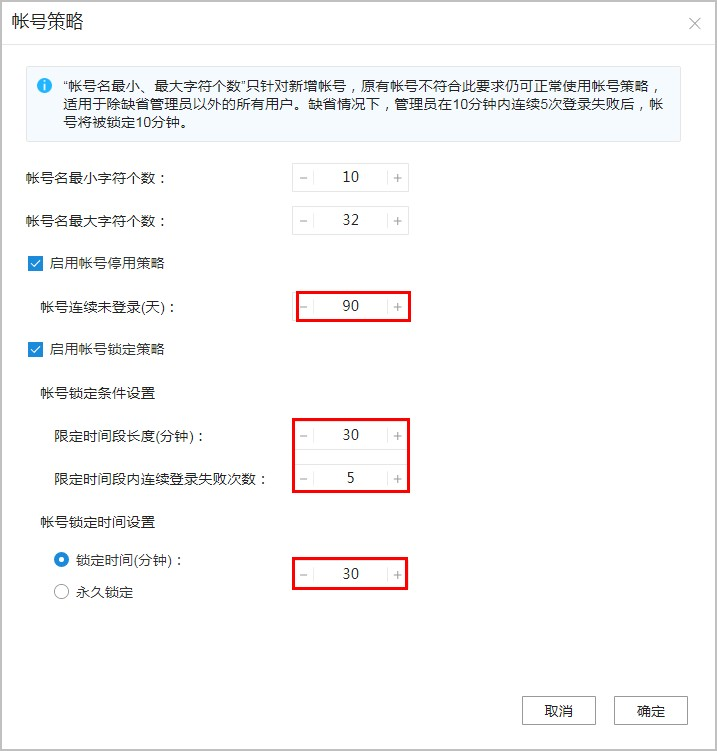 帐号策略
“帐号名最小、最大字符个数”只针对新增帐号，原有帐号不符合此要求仍可正常使用帐号策略，
适用于除缺省管理员以外的所有用户。缺省情况下，管理员在10分钟内连续5次登录失败后，帐
号将被锁定10分钟。
帐号名最小字符个数： － 10 +
帐号名最大字符个数： － 32 +
启用帐号停用策略
帐号连续未登录(天)： － 90 +
启用帐号锁定策略
帐号锁定条件设置
限定时间段长度(分钟)： － 30 +
限定时间段内连续登录失败次数： － 5 +
帐号锁定时间设置
锁定时间(分钟)： － 30 +
永久锁定
取消 确定